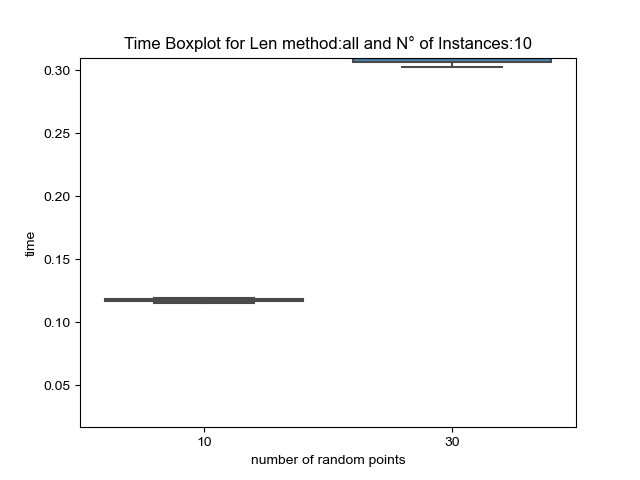 Time Boxplot for Len method:all and N° of Instances:10
0.30
0.25
0.20
0.15
0.10
0.05
time
10 30
number of random points